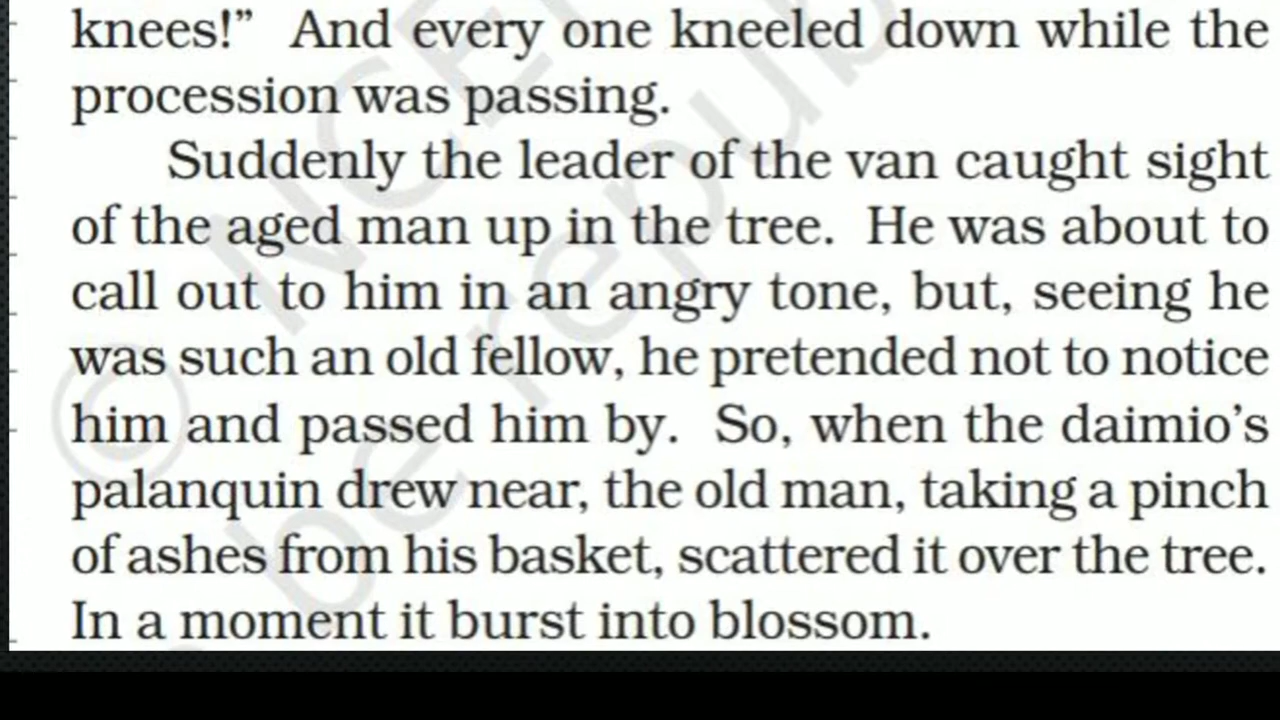 knees!” And every one kneeled down while the
procession was passing.
Suddenly the leader of the van caught sight
of the aged man up in the tree. He was about to
call out to him in an angry tone, but, seeing he
was such an old fellow, he pretended not to notice
him and passed him by. So, when the daimio’s
palanquin drew near, the old man, taking a pinch
of ashes from his basket, scattered it over the tree.
In a moment it burst into blossom.